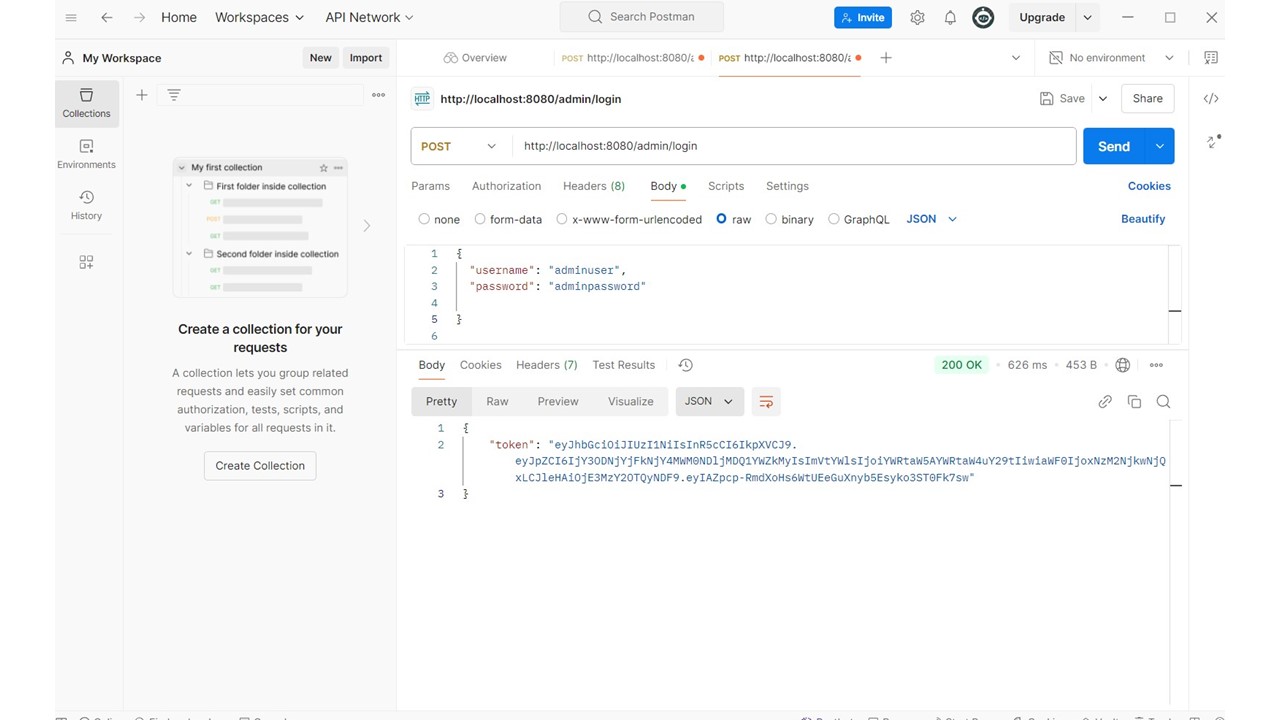 Home
Workspaces
API Network
Search Postman
Invite
Upgrade
My Workspace
New
Import
Overview
POST http://localhost:8080/a
POST http://localhost:8080/a
No environment
Collections
Environments
History
My first collection
First folder inside collection
GET
POST
GET
Second folder inside collection
GET
GET
Create a collection for your
requests
A collection lets you group related
requests and easily set common
authorization, tests, scripts, and
variables for all requests in it.
Create Collection
HTTP http://localhost:8080/admin/login
Save
Share
POST
http://localhost:8080/admin/login
Send
Params Authorization Headers (8) Body Scripts Settings
Cookies
none form-data x-www-form-urlencoded raw binary GraphQL JSON
Beautify
1 {
2 "username": "adminuser",
3 "password": "adminpassword"
4
5 }
6
Body Cookies Headers (7) Test Results
200 OK 626 ms 453 B
Pretty Raw Preview Visualize JSON
1 {
2 "token": "eyJhbGciOiJIUzI1NiIsInR5cCI6IkpXVCJ9.
eyJpZCI6IjY3ODNjYjFkNjY4MWM0NDljMDQ1YWZkMyIsImVtYWlsIjoiYWRtaW5AYWRtaW4uY29tIiwiaWF0IjoxNzM2NjkwNjQ
xLCJleHAiOjE3MzY2OTQyNDF9.eyIAZpcp-RmdXoHs6WtUEeGuXnyb5Esyko3ST0Fk7sw"
3 }